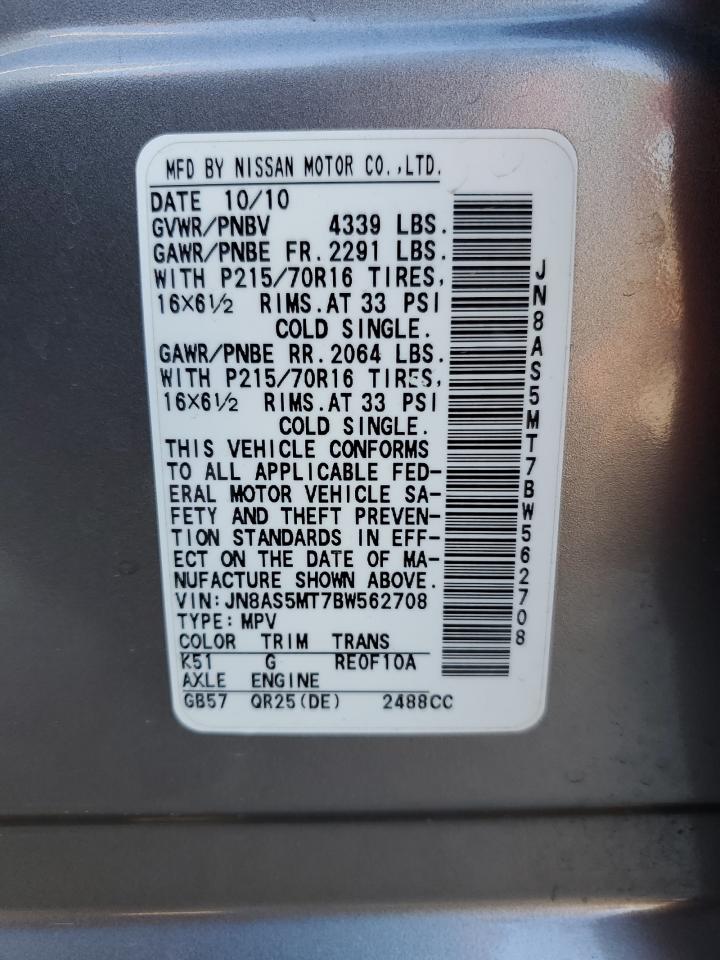 MFD BY NISSAN MOTOR CO.,LTD.
DATE 10/10
GVWR/PNBV 4339 LBS.
GAWR/PNBE FR. 2291 LBS.
WITH P215/70R16 TIRES,
16×6½ RIMS. AT 33 PSI
COLD SINGLE.
GAWR/PNBE RR. 2064 LBS.
WITH P215/70R16 TIRES,
16×6½ RIMS. AT 33 PSI
COLD SINGLE.
THIS VEHICLE CONFORMS
TO ALL APPLICABLE FED-
ERAL MOTOR VEHICLE SA-
FETY AND THEFT PREVEN-
TION STANDARDS IN EFF-
ECT ON THE DATE OF MA-
NUFACTURE SHOWN ABOVE.
VIN: JN8AS5MT7BW562708
TYPE: MPV
COLOR TRIM TRANS
K51 G RE0F10A
AXLE ENGINE
GB57 QR25(DE) 2488CC
JN8AS5MT7BW562708